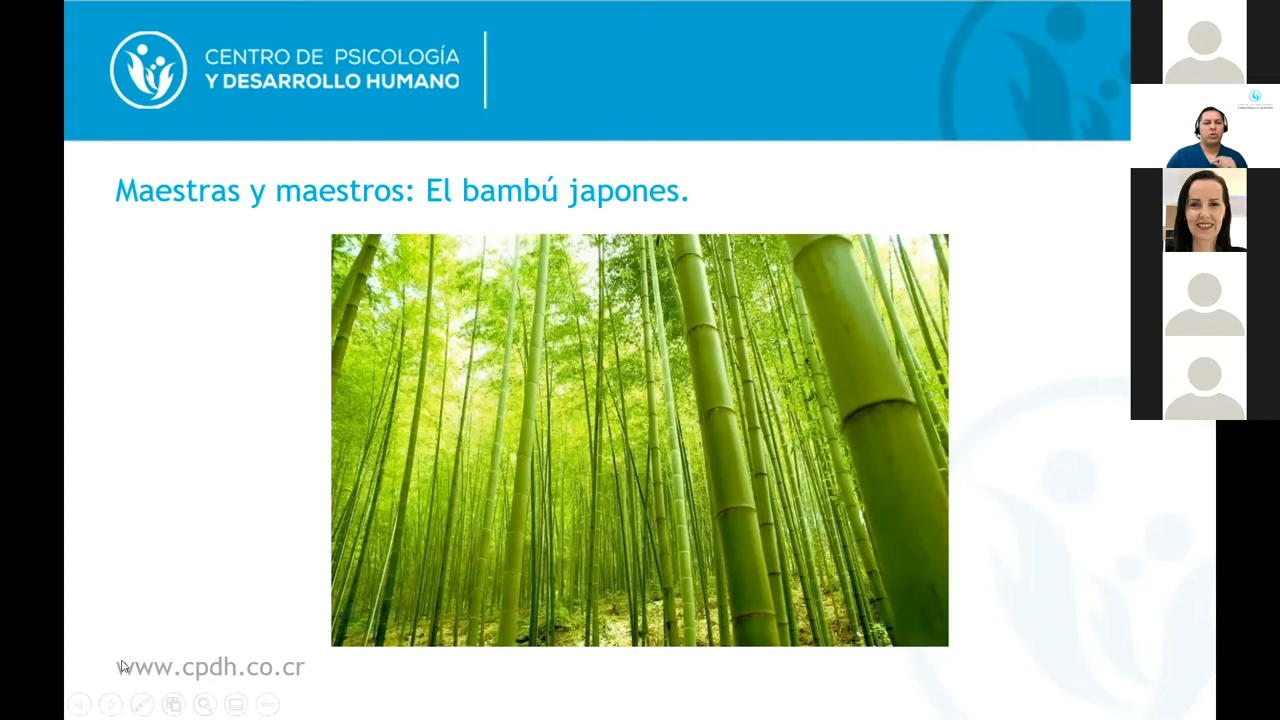 CENTRO DE PSICOLOGÍA
Y DESARROLLO HUMANO
Maestras y maestros: El bambú japones.
www.cpdh.co.cr